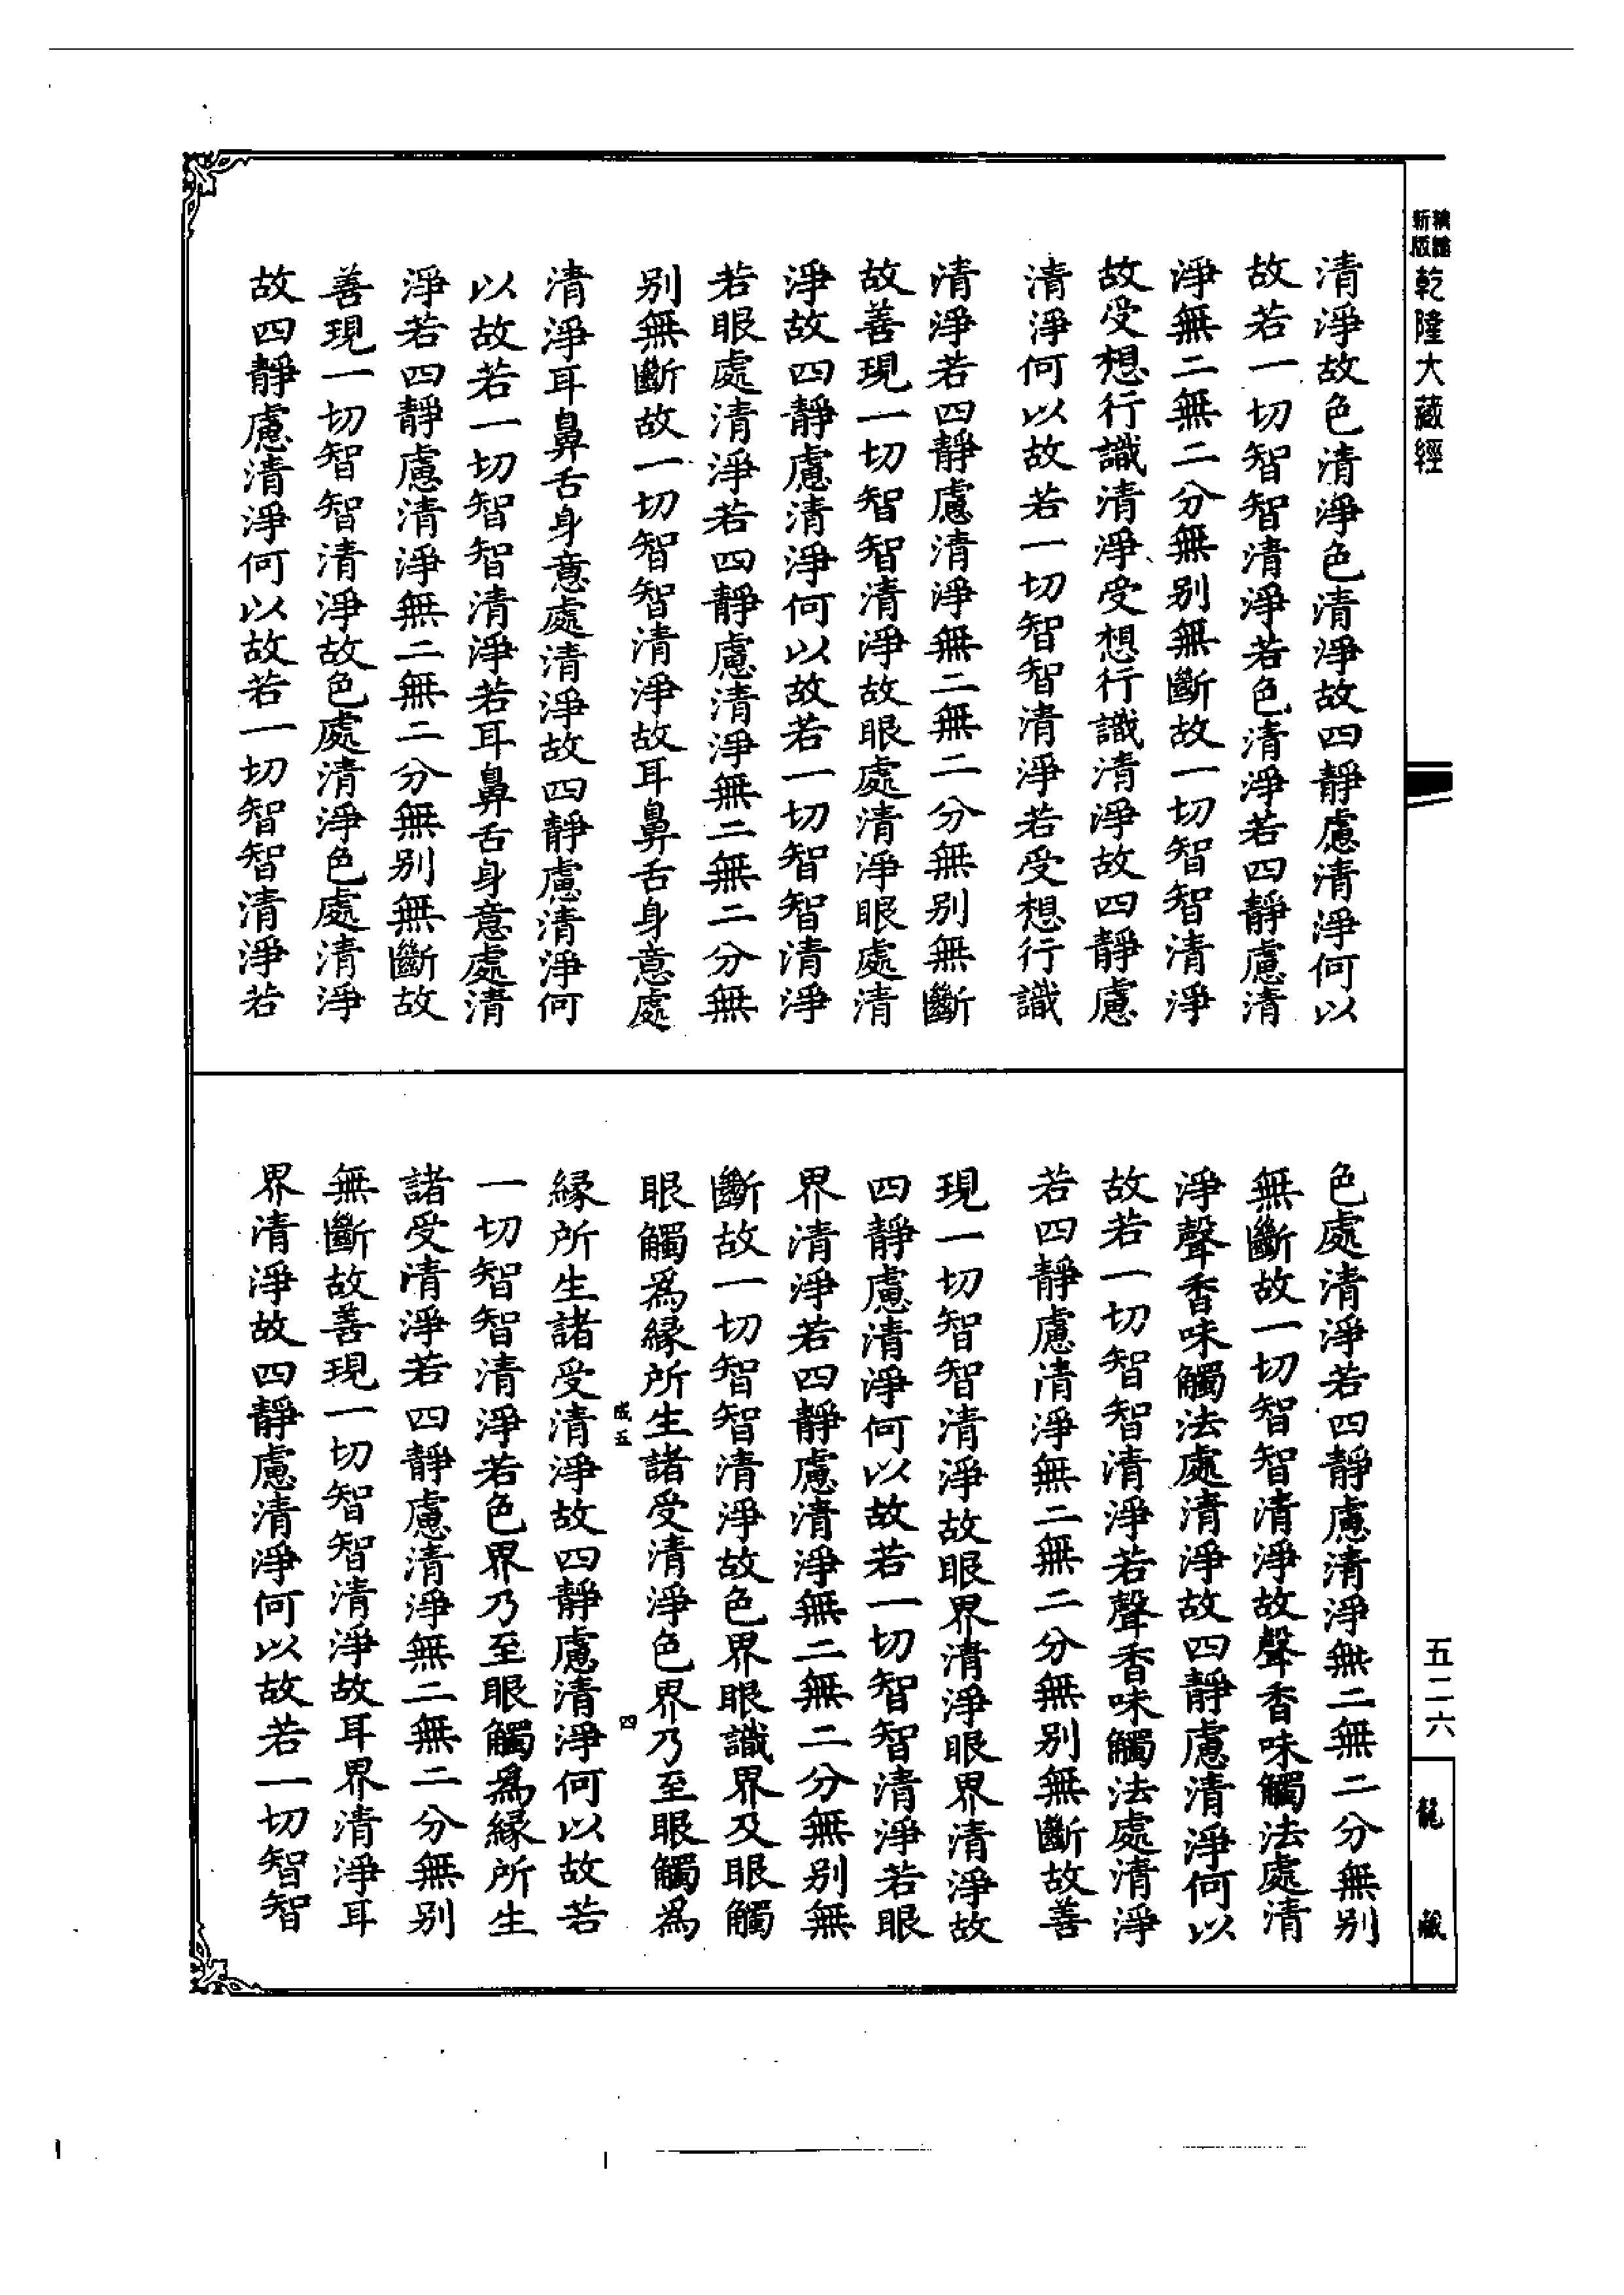 新版
乾隆大藏經
清淨故色清淨色清淨故四靜慮清淨何以
故若一切智智清淨若色清淨若四靜慮清
淨無二無二分無別無斷故一切智智清淨
故受想行識清淨受想行識清淨故四靜慮
清淨何以故若一切智智清淨若受想行識
清淨若四靜慮清淨無二無二分無別無斷
故善現一切智智清淨故眼處清淨眼處清
淨故四靜慮清淨何以故若一切智智清淨
若眼處清淨若四靜慮清淨無二無二分無
別無斷故一切智智清淨故耳鼻舌身意處
清淨耳鼻舌身意處清淨故四靜慮清淨何
以故若一切智智清淨若耳鼻舌身意處清
淨若四靜慮清淨無二無二分無別無斷故
善現一切智智清淨故色處清淨色處清淨
故四靜慮清淨何以故若一切智智清淨若
色處清淨若四靜慮清淨無二無二分無別
無斷故一切智智清淨故聲香味觸法處清
淨聲香味觸法處清淨故四靜慮清淨何以
故若一切智智清淨若聲香味觸法處清淨
若四靜慮清淨無二無二分無別無斷故善
現一切智智清淨故眼界清淨眼界清淨故
四靜慮清淨何以故若一切智智清淨若眼
界清淨若四靜慮清淨無二無二分無別無
斷故一切智智清淨故色界眼識界及眼觸
眼觸為緣所生諸受清淨色界乃至眼觸為
成五
四
緣所生諸受清淨故四靜慮清淨何以故若
一切智智清淨若色界乃至眼觸為緣所生
諸受清淨若四靜慮清淨無二無二分無別
無斷故善現一切智智清淨故耳界清淨耳
界清淨故四靜慮清淨何以故若一切智智
五二六
龍藏